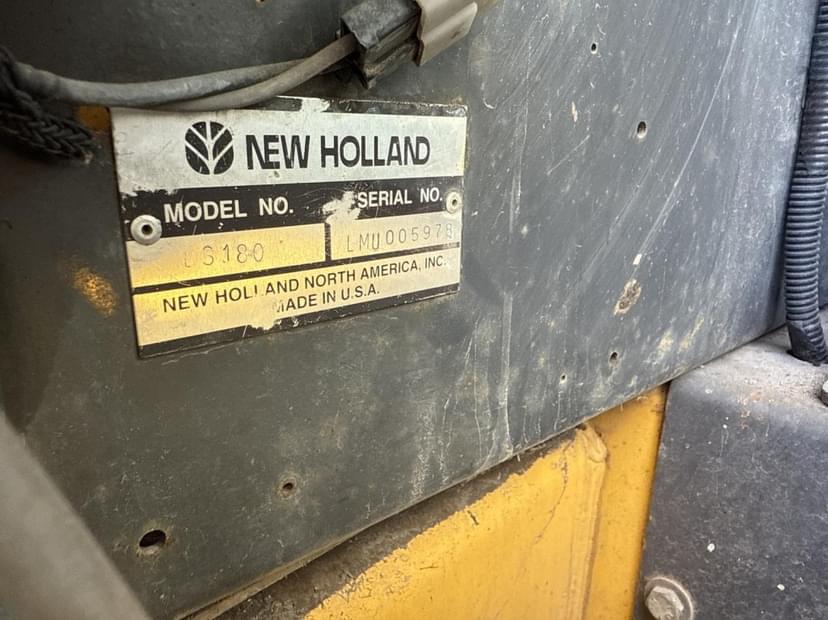 NEW HOLLAND
MODEL NO. SERIAL NO.
LS180 LMU005978
NEW HOLLAND NORTH AMERICA, INC.
MADE IN U.S.A.